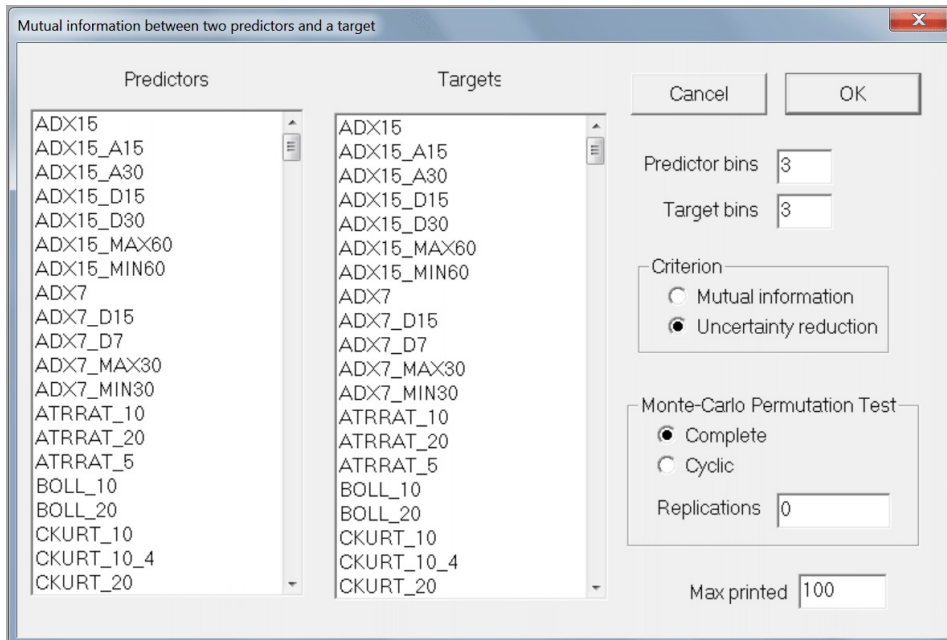 Mutual information between two predictors and a target
Predictors
ADX15
ADX15_A15
ADX15_A30
ADX15_D15
ADX15_D30
ADX15_MAX60
ADX15_MIN60
ADX7
ADX7_D15
ADX7_D7
ADX7_MAX30
ADX7_MIN30
ATRRAT_10
ATRRAT_20
ATRRAT_5
BOLL_10
BOLL_20
CKURT_10
CKURT_10_4
CKURT_20
Targets
ADX15
ADX15_A15
ADX15_A30
ADX15_D15
ADX15_D30
ADX15_MAX60
ADX15_MIN60
ADX7
ADX7_D15
ADX7_D7
ADX7_MAX30
ADX7_MIN30
ATRRAT_10
ATRRAT_20
ATRRAT_5
BOLL_10
BOLL_20
CKURT_10
CKURT_10_4
CKURT_20
Cancel
OK
Predictor bins 3
Target bins 3
Criterion
Mutual information
Uncertainty reduction
Monte-Carlo Permutation Test
Complete
Cyclic
Replications 0
Max printed 100